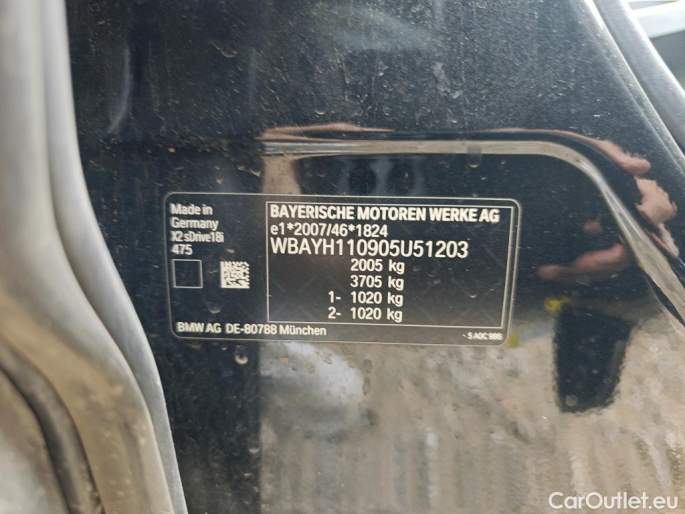 Made in
Germany
X2 sDrive18i
475
BAYERISCHE MOTOREN WERKE AG
e1*2007/46*1824
WBAYH110905U51203
2005 kg
3705 kg
1- 1020 kg
2- 1020 kg
BMW AG DE-80788 München
CarOutlet.eu